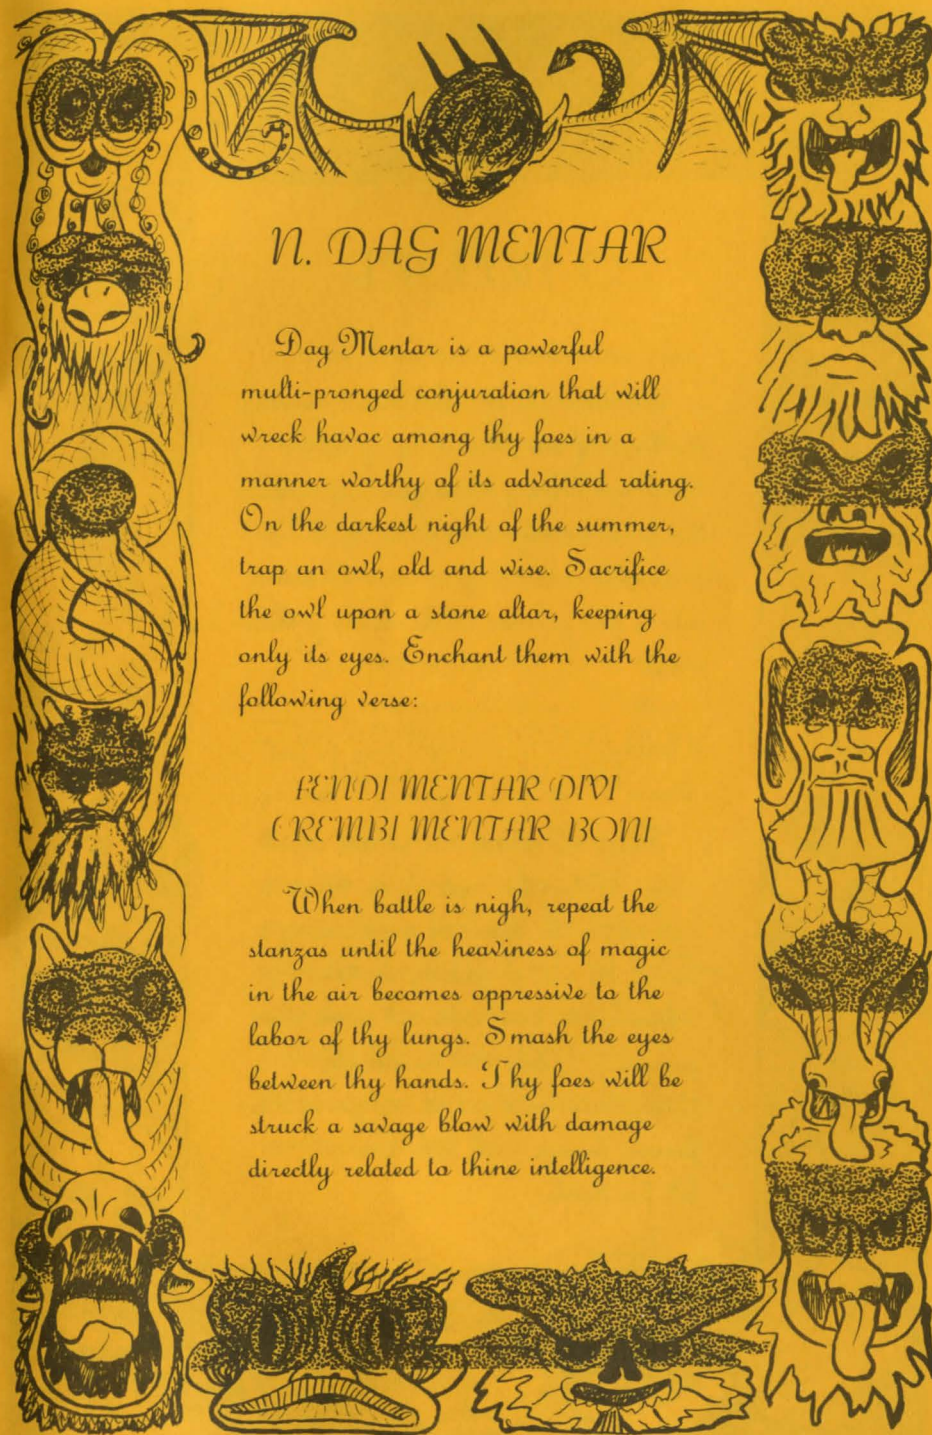 N. DAG MENTAR
Dag Mentar is a powerful
multi-pronged conjuration that will
wreck havoc among thy foes in a
manner worthy of its advanced rating.
On the darkest night of the summer,
trap an owl, old and wise. Sacrifice
the owl upon a stone altar, keeping
only its eyes. Enchant them with the
following verse:
FENDI MENTAR DIVI
CREMBI MENTAR BONI
When battle is nigh, repeat the
stanzas until the heaviness of magic
in the air becomes oppressive to the
labor of thy lungs. Smash the eyes
between thy hands. Thy foes will be
struck a savage blow with damage
directly related to thine intelligence.